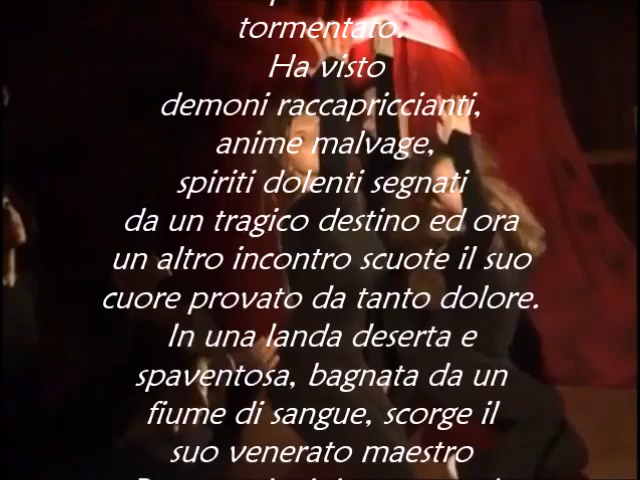 tormentato.
Ha visto
demoni raccapriccianti,
anime malvage,
spiriti dolenti segnati
da un tragico destino ed ora
un altro incontro scuote il suo
cuore provato da tanto dolore.
In una landa deserta e
spaventosa, bagnata da un
fiume di sangue, scorge il
suo venerato maestro